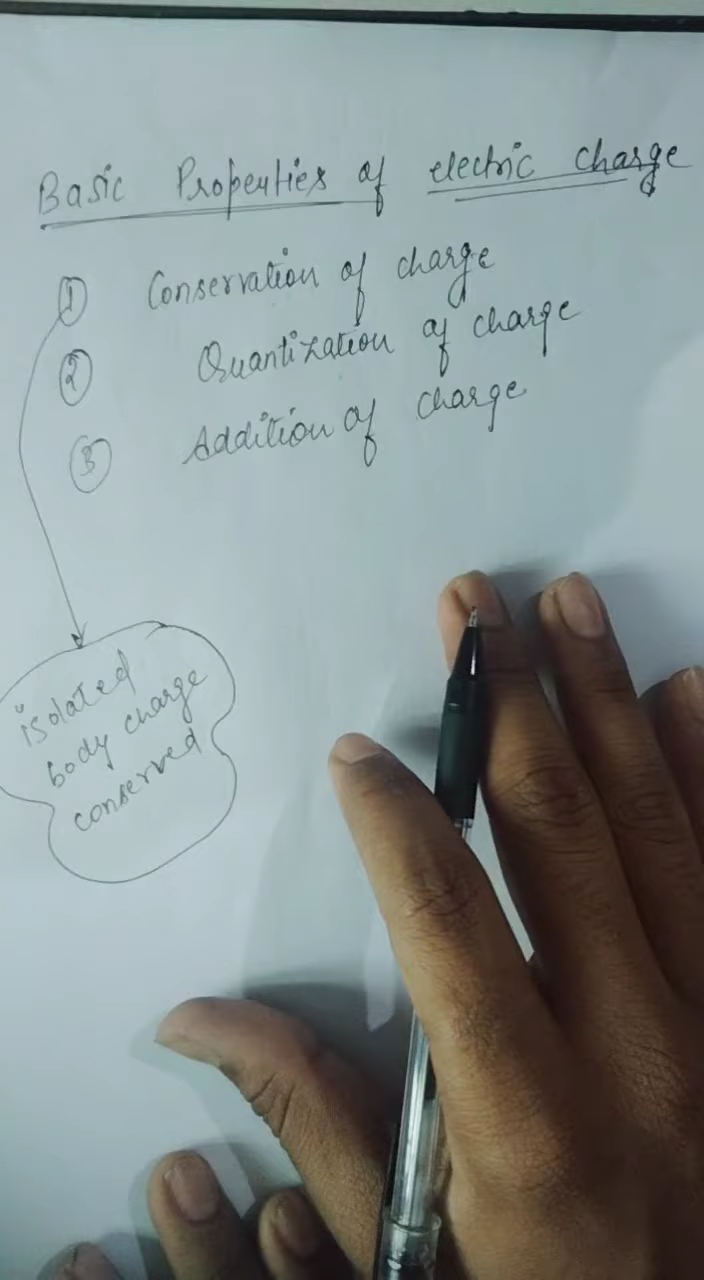 Basic Properties of electric charge
① Conservation of charge
② Quantization of charge
③ Addition of charge
isolated
body charge
conserved